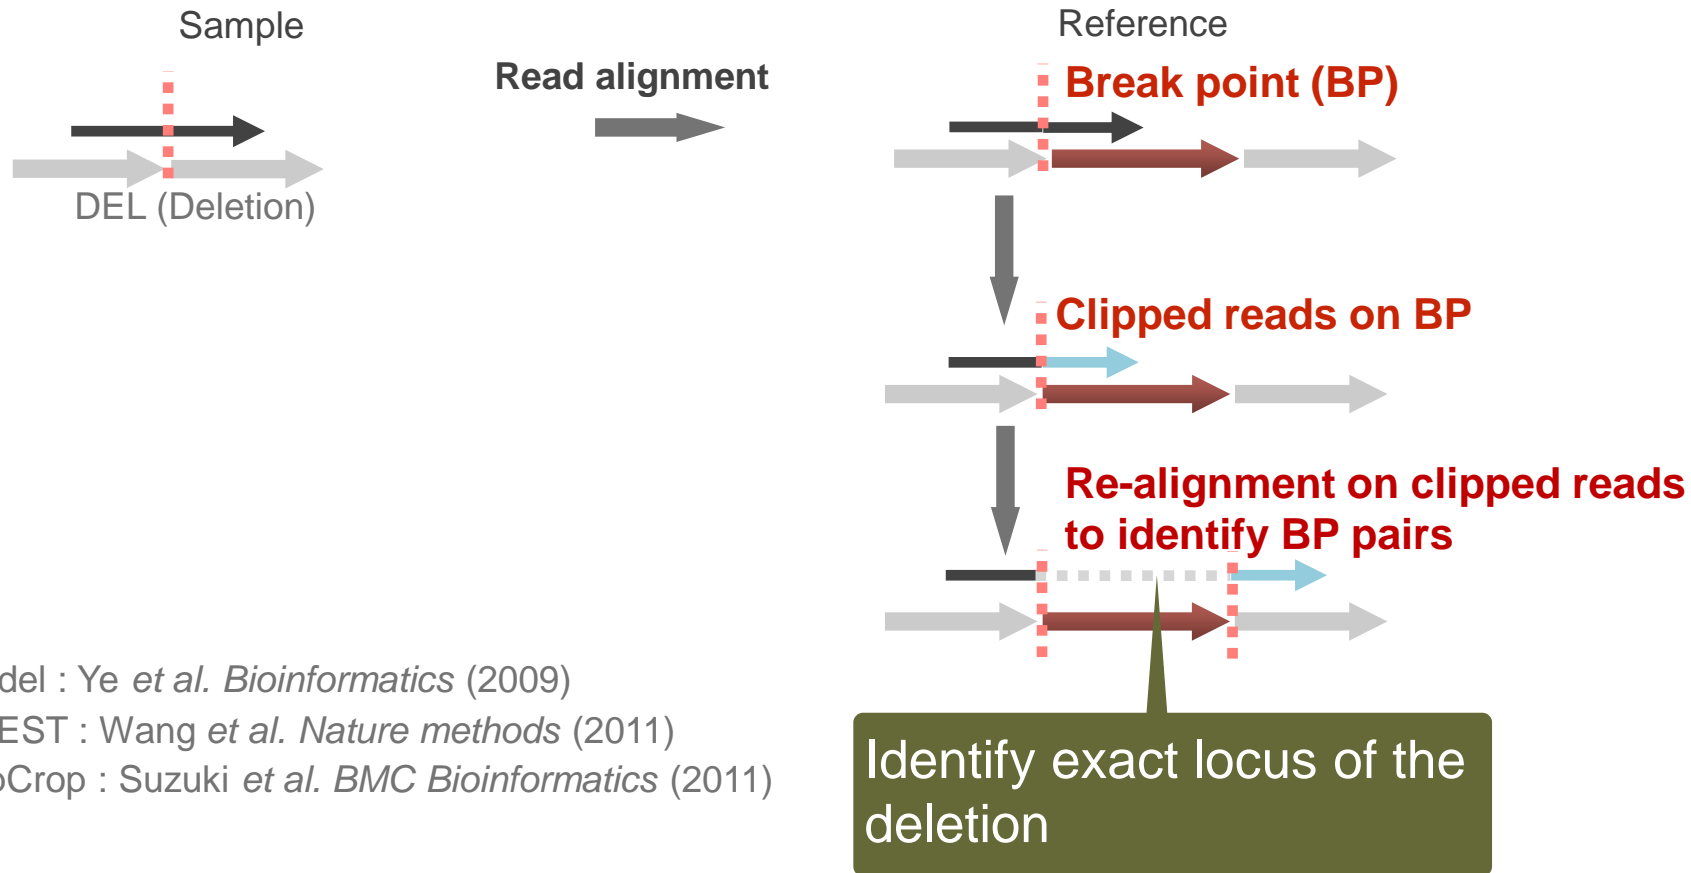 Sample
Reference
Read alignment
Break point (BP)
DEL (Deletion)
Clipped reads on BP
Re-alignment on clipped reads
to identify BP pairs
del : Ye et al. Bioinformatics (2009)
EST : Wang et al. Nature methods (2011)
oCrop : Suzuki et al. BMC Bioinformatics (2011)
Identify exact locus of the
deletion